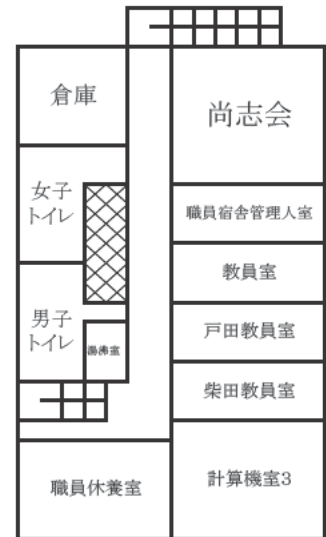 倉庫
尚志会
女子
トイレ
職員宿舎管理人室
教員室
男子
トイレ
湯沸室
戸田教員室
柴田教員室
職員休養室
計算機室3